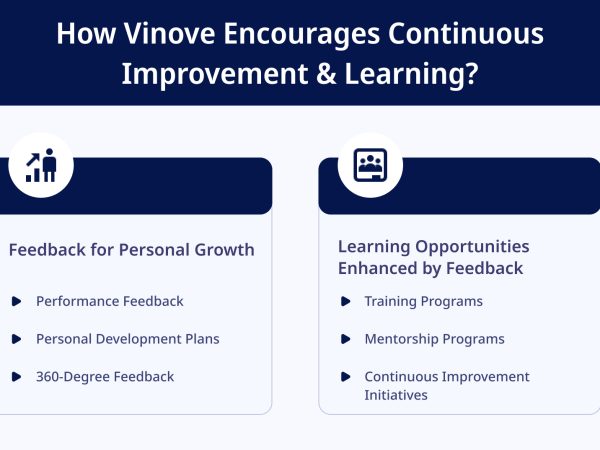 How Vinove Encourages Continuous
Improvement & Learning?
Feedback for Personal Growth
Performance Feedback
Personal Development Plans
360-Degree Feedback
Learning Opportunities
Enhanced by Feedback
Training Programs
Mentorship Programs
Continuous Improvement
Initiatives